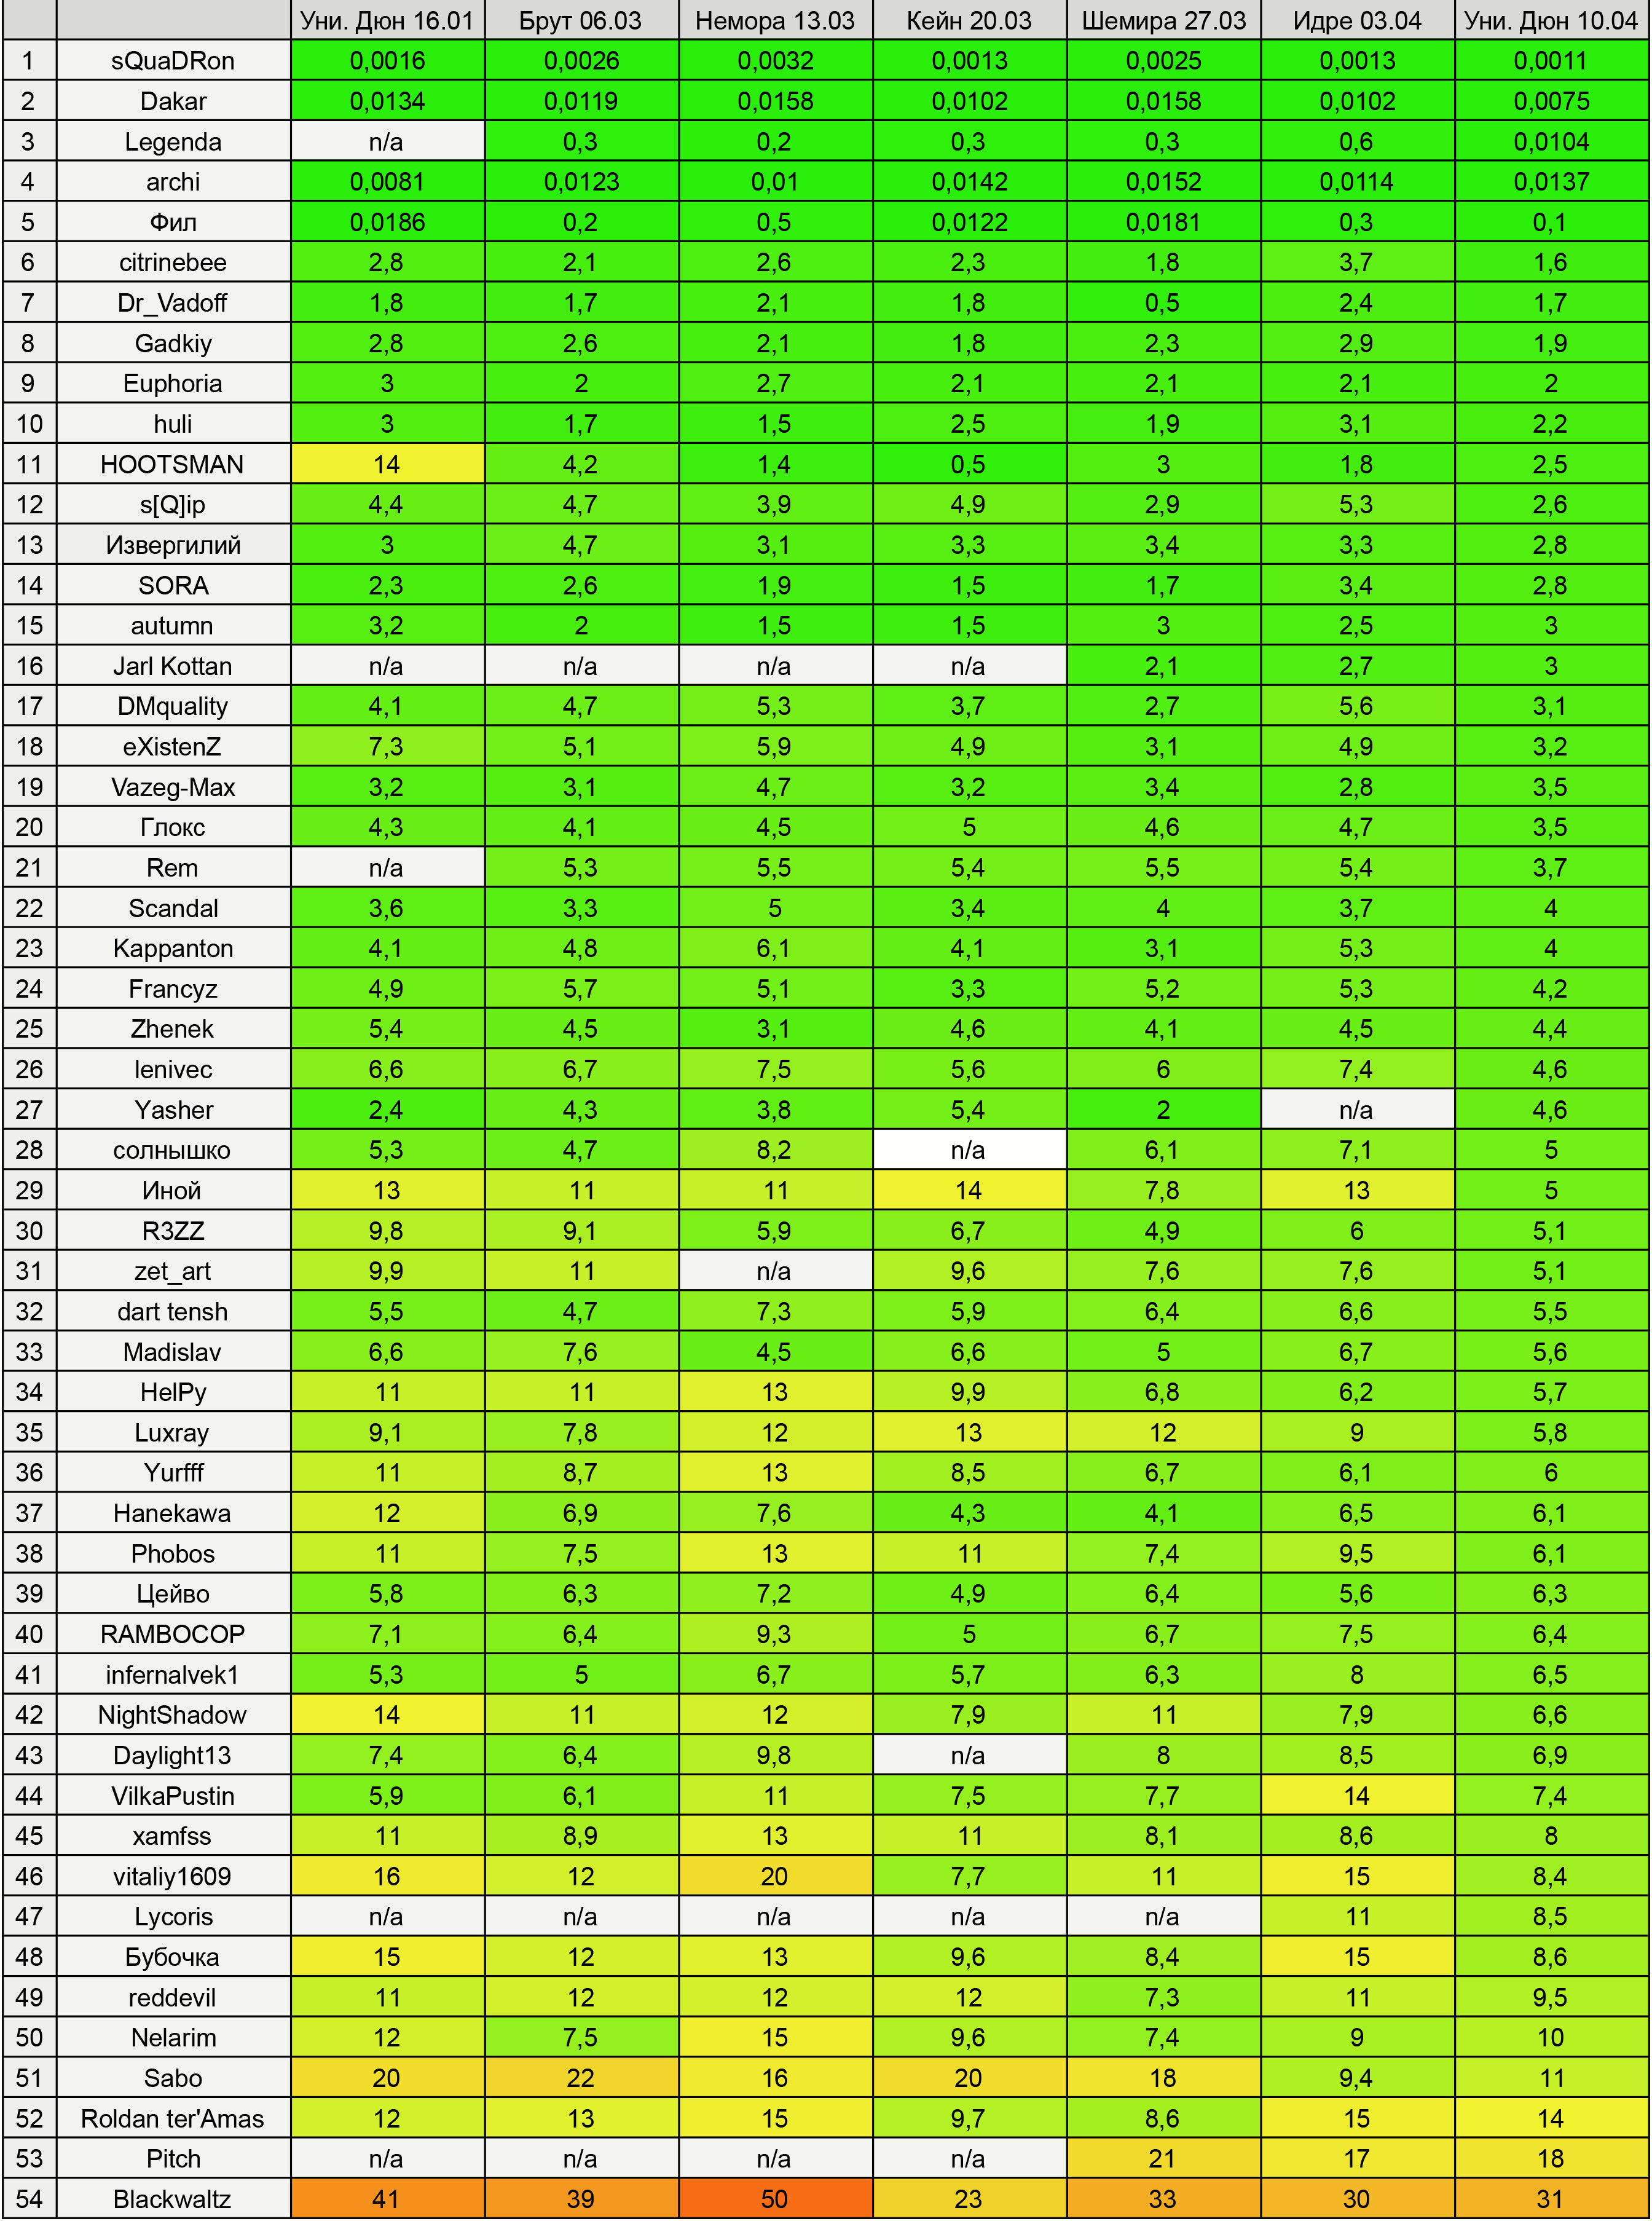 Уни. Дюн 16.01 Брут 06.03 Немора 13.03 Кейн 20.03 Шемира 27.03 Идре 03.04 Уни. Дюн 10.04
1 sQuaDRon 0,0016 0,0026 0,0032 0,0013 0,0025 0,0013 0,0011
2 Dakar 0,0134 0,0119 0,0158 0,0102 0,0158 0,0102 0,0075
3 Legenda n/a 0,3 0,2 0,3 0,3 0,6 0,0104
4 archi 0,0081 0,0123 0,01 0,0142 0,0152 0,0114 0,0137
5 Фил 0,0186 0,2 0,5 0,0122 0,0181 0,3 0,1
6 citrinebee 2,8 2,1 2,6 2,3 1,8 3,7 1,6
7 Dr_Vadoff 1,8 1,7 2,1 1,8 0,5 2,4 1,7
8 Gadkiy 2,8 2,6 2,1 1,8 2,3 2,9 1,9
9 Euphoria 3 2 2,7 2,1 2,1 2,1 2
10 huli 3 1,7 1,5 2,5 1,9 3,1 2,2
11 HOOTSMAN 14 4,2 1,4 0,5 3 1,8 2,5
12 s[Q]ip 4,4 4,7 3,9 4,9 2,9 5,3 2,6
13 Извергилий 3 4,7 3,1 3,3 3,4 3,3 2,8
14 SORA 2,3 2,6 1,9 1,5 1,7 3,4 2,8
15 autumn 3,2 2 1,5 1,5 3 2,5 3
16 Jarl Kottan n/a n/a n/a n/a 2,1 2,7 3
17 DMquality 4,1 4,7 5,3 3,7 2,7 5,6 3,1
18 eXistenZ 7,3 5,1 5,9 4,9 3,1 4,9 3,2
19 Vazeg-Max 3,2 3,1 4,7 3,2 3,4 2,8 3,5
20 Глокс 4,3 4,1 4,5 5 4,6 4,7 3,5
21 Rem n/a 5,3 5,5 5,4 5,5 5,4 3,7
22 Scandal 3,6 3,3 5 3,4 4 3,7 4
23 Kappanton 4,1 4,8 6,1 4,1 3,1 5,3 4
24 Francyz 4,9 5,7 5,1 3,3 5,2 5,3 4,2
25 Zhenek 5,4 4,5 3,1 4,6 4,1 4,5 4,4
26 lenivec 6,6 6,7 7,5 5,6 6 7,4 4,6
27 Yasher 2,4 4,3 3,8 5,4 2 n/a 4,6
28 солнышко 5,3 4,7 8,2 n/a 6,1 7,1 5
29 Иной 13 11 11 14 7,8 13 5
30 R3ZZ 9,8 9,1 5,9 6,7 4,9 6 5,1
31 zet_art 9,9 11 n/a 9,6 7,6 7,6 5,1
32 dart tensh 5,5 4,7 7,3 5,9 6,4 6,6 5,5
33 Madislav 6,6 7,6 4,5 6,6 5 6,7 5,6
34 HelPy 11 11 13 9,9 6,8 6,2 5,7
35 Luxray 9,1 7,8 12 13 12 9 5,8
36 Yurfff 11 8,7 13 8,5 6,7 6,1 6
37 Hanekawa 12 6,9 7,6 4,3 4,1 6,5 6,1
38 Phobos 11 7,5 13 11 7,4 9,5 6,1
39 Цейво 5,8 6,3 7,2 4,9 6,4 5,6 6,3
40 RAMBOCOP 7,1 6,4 9,3 5 6,7 7,5 6,4
41 infernalvek1 5,3 5 6,7 5,7 6,3 8 6,5
42 NightShadow 14 11 12 7,9 11 7,9 6,6
43 Daylight13 7,4 6,4 9,8 n/a 8 8,5 6,9
44 VilkaPustin 5,9 6,1 11 7,5 7,7 14 7,4
45 xamfss 11 8,9 13 11 8,1 8,6 8
46 vitaliy1609 16 12 20 7,7 11 15 8,4
47 Lycoris n/a n/a n/a n/a n/a 11 8,5
48 Бубочка 15 12 13 9,6 8,4 15 8,6
49 reddevil 11 12 12 12 7,3 11 9,5
50 Nelarim 12 7,5 15 9,6 7,4 9 10
51 Sabo 20 22 16 20 18 9,4 11
52 Roldan ter'Amas 12 13 15 9,7 8,6 15 14
53 Pitch n/a n/a n/a n/a 21 17 18
54 Blackwaltz 41 39 50 23 33 30 31